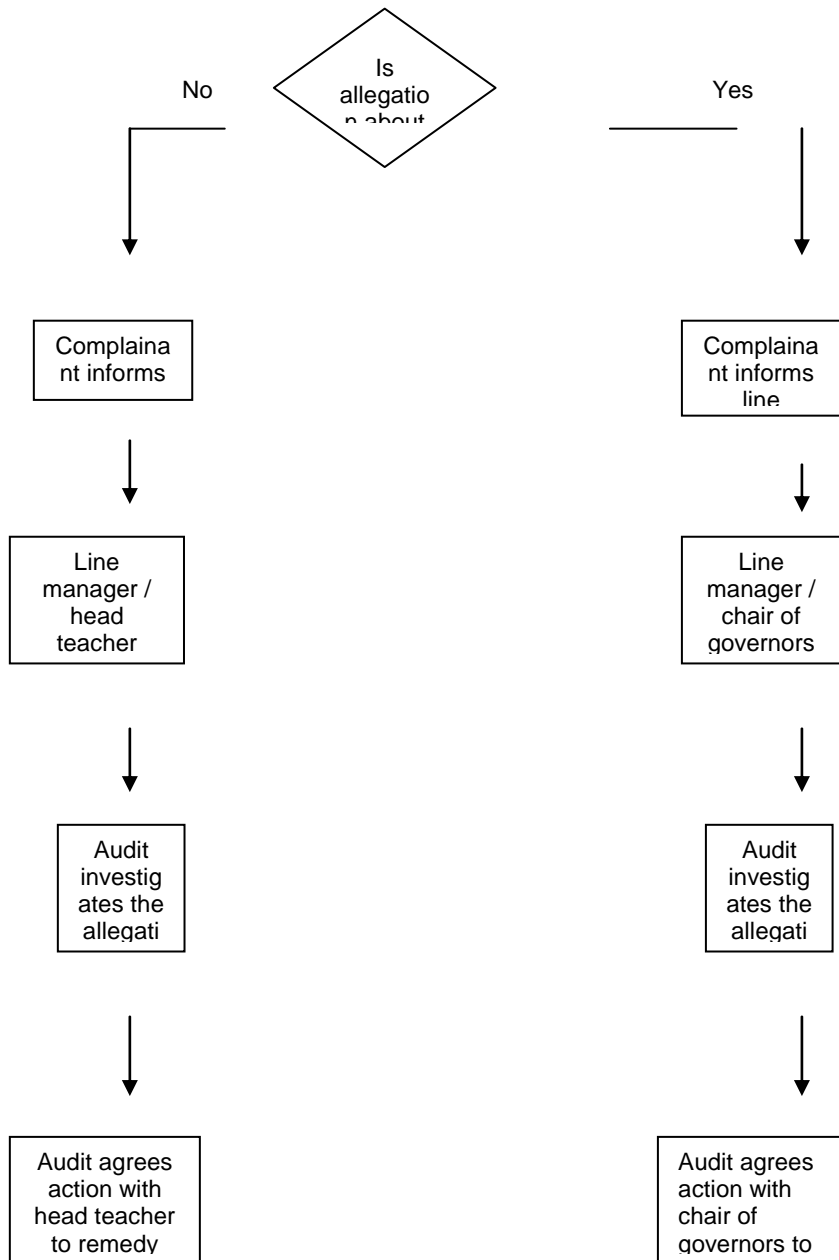 Is
allegatio
n about
No
Yes
Complaina
nt informs
Complaina
nt informs
line
Line
manager /
head
teacher
Line
manager /
chair of
governors
Audit
investig
ates the
allegati
Audit
investig
ates the
allegati
Audit agrees
action with
head teacher
to remedy
Audit agrees
action with
chair of
governors to